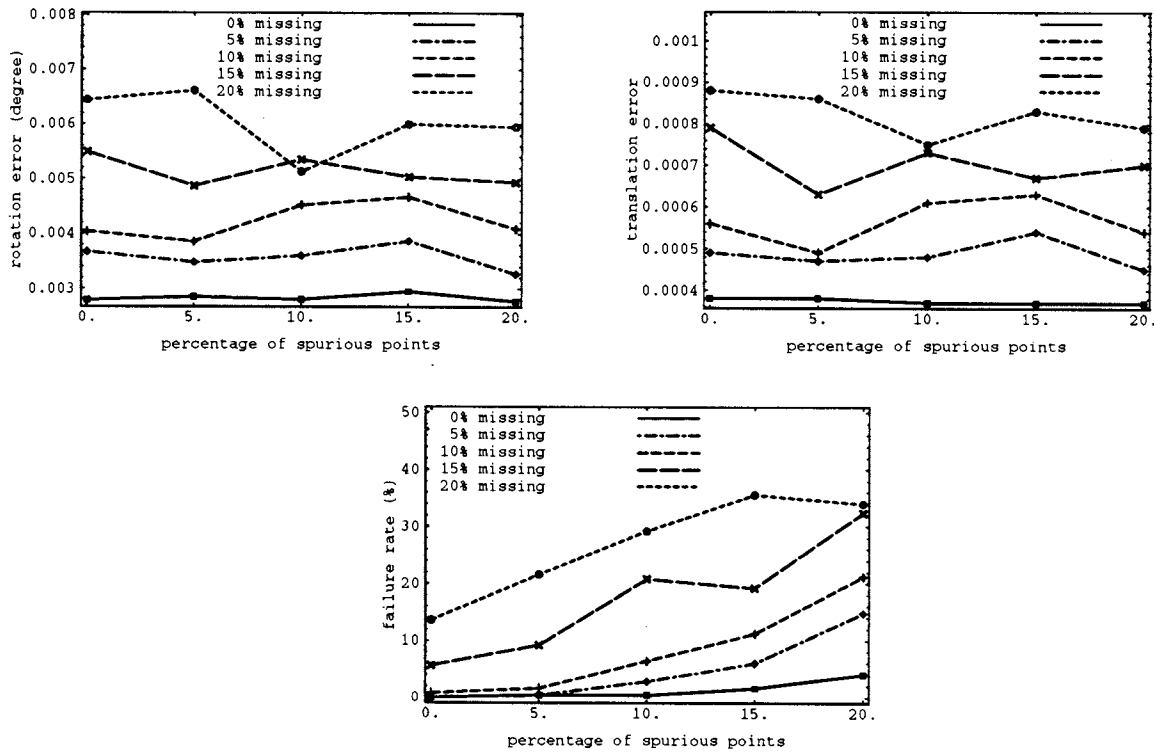 0.008
0.007
0.006
0.005
0.004
0.003
rotation error (degree)
0% missing
5% missing
10% missing
15% missing
20% missing
0. 5. 10. 15. 20.
percentage of spurious points
0.001
0.0009
0.0008
0.0007
0.0006
0.0005
0.0004
translation error
0% missing
5% missing
10% missing
15% missing
20% missing
0. 5. 10. 15. 20.
percentage of spurious points
50
40
30
20
10
0
failure rate (%)
0% missing
5% missing
10% missing
15% missing
20% missing
0. 5. 10. 15. 20.
percentage of spurious points